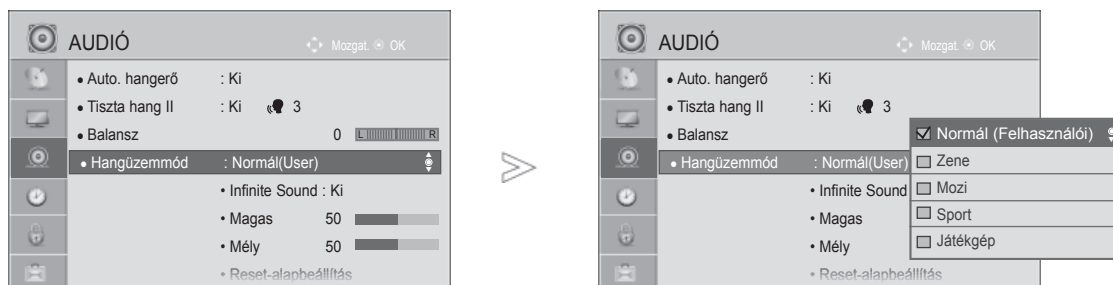 AUDIÓ
Mozgat. OK
• Auto. hangerő : Ki
• Tiszta hang II : Ki 3
• Balansz 0 L R
• Hangüzemmód : Normál(User)
• Infinite Sound : Ki
• Magas 50
• Mély 50
• Reset-alapbeállítás
AUDIÓ
Mozgat. OK
• Auto. hangerő : Ki
• Tiszta hang II : Ki 3
• Balansz
• Hangüzemmód : Normál(User)
• Infinite Sound
• Magas
• Mély
• Reset-alapbeállítás
Normál (Felhasználói)
Zene
Mozi
Sport
Játékgép